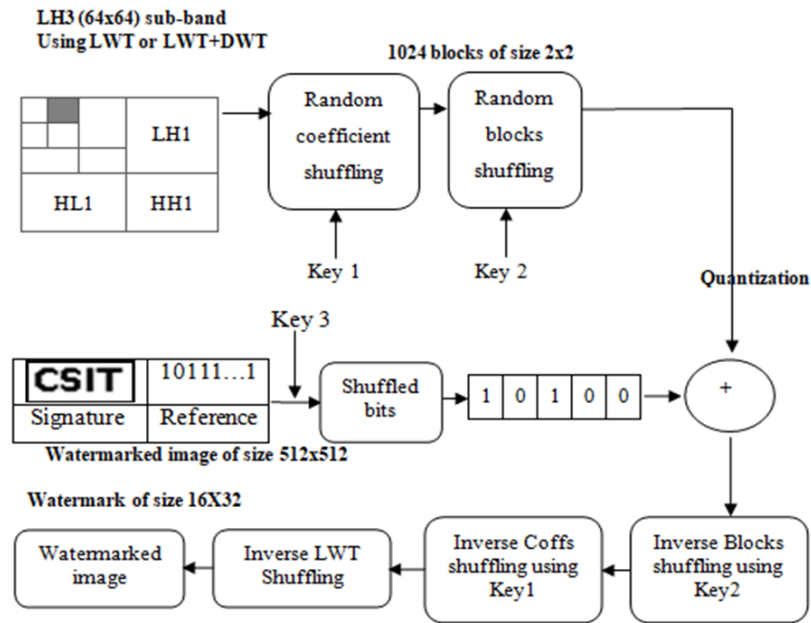 LH3 (64x64) sub-band
Using LWT or LWT+DWT
1024 blocks of size 2x2
LH1
HL1
HH1
Random
coefficient
shuffling
Random
blocks
shuffling
Key 1
Key 2
Quantization
Key 3
CSIT
10111...1
Signature
Reference
Shuffled
bits
1 0 1 0 0
+
Watermarked image of size 512x512
Watermark of size 16X32
Watermarked
image
Inverse LWT
Shuffling
Inverse Coffs
shuffling using
Key1
Inverse Blocks
shuffling using
Key2